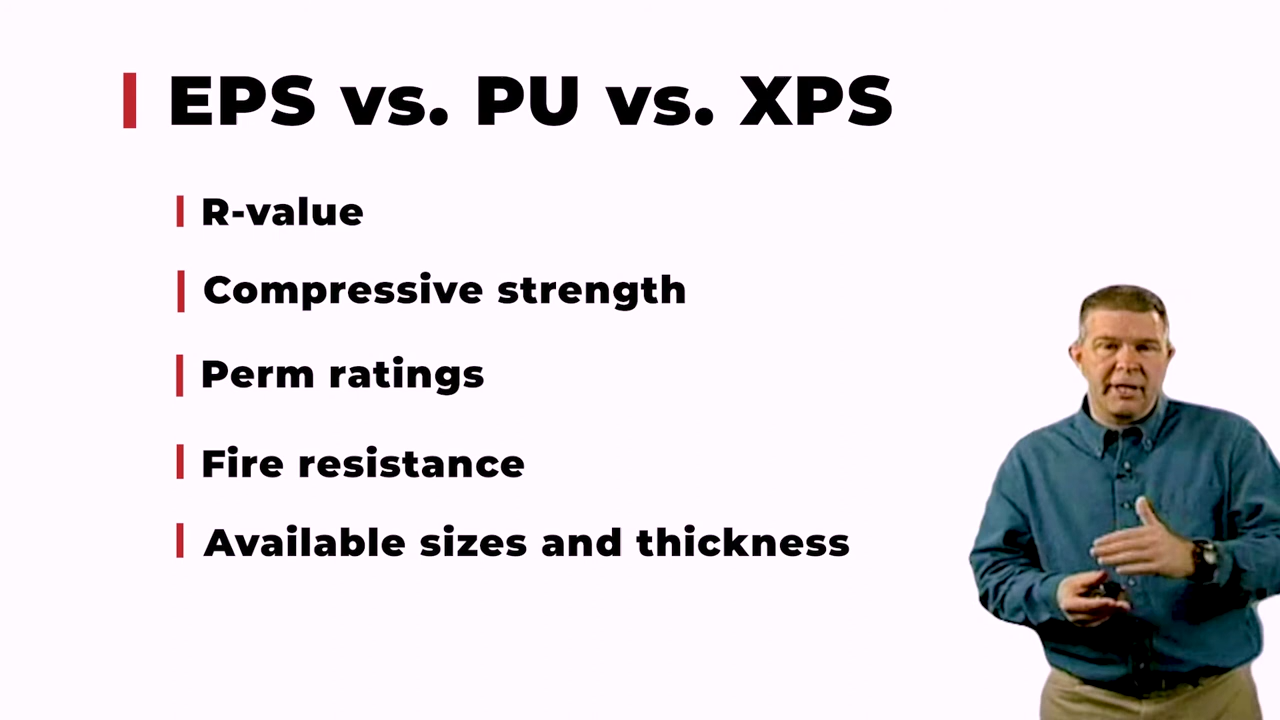 EPS vs. PU vs. XPS
R-value
Compressive strength
Perm ratings
Fire resistance
Available sizes and thickness